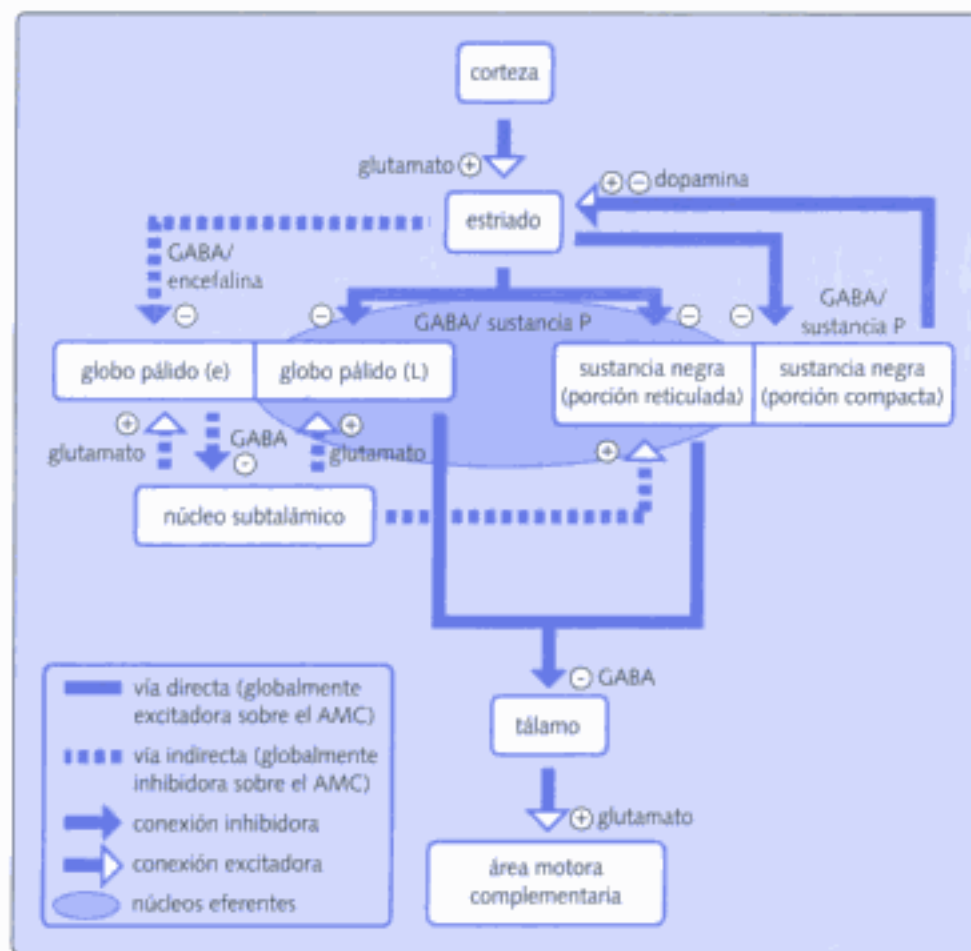 corteza
glutamato +
+ - dopamina
estriado
GABA/
encefalina
-
-
GABA/ sustancia P
-
-
GABA/
sustancia P
globo pálido (e)
globo pálido (L)
sustancia negra
(porción reticulada)
sustancia negra
(porción compacta)
+
glutamato
GABA
-
+
glutamato
+
núcleo subtalámico
- GABA
tálamo
+ glutamato
área motora
complementaria
vía directa (globalmente
excitadora sobre el AMC)
vía indirecta (globalmente
inhibidora sobre el AMC)
conexión inhibidora
conexión excitadora
núcleos eferentes